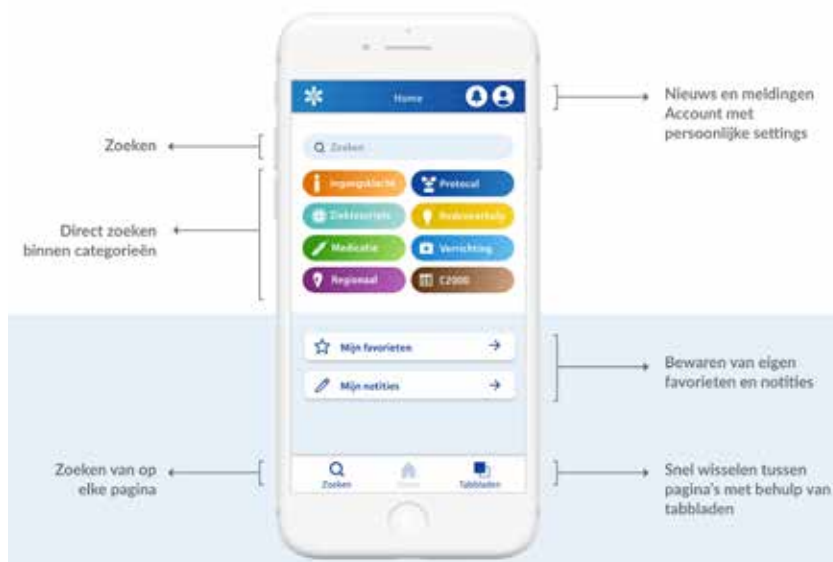 Home
Nieuws en meldingen
Account met
persoonlijke settings
Zoeken
Zoeken
Direct zoeken
binnen categorieën
Ingangsklacht
Protocol
Ziektescripts
Medicatie
Verrichting
Regionaal
C2000
Mijn favorieten
Mijn notities
Bewaren van eigen
favorieten en notities
Zoeken van op
elke pagina
Zoeken
Home
Tabbladen
Snel wisselen tussen
pagina's met behulp van
tabbladen